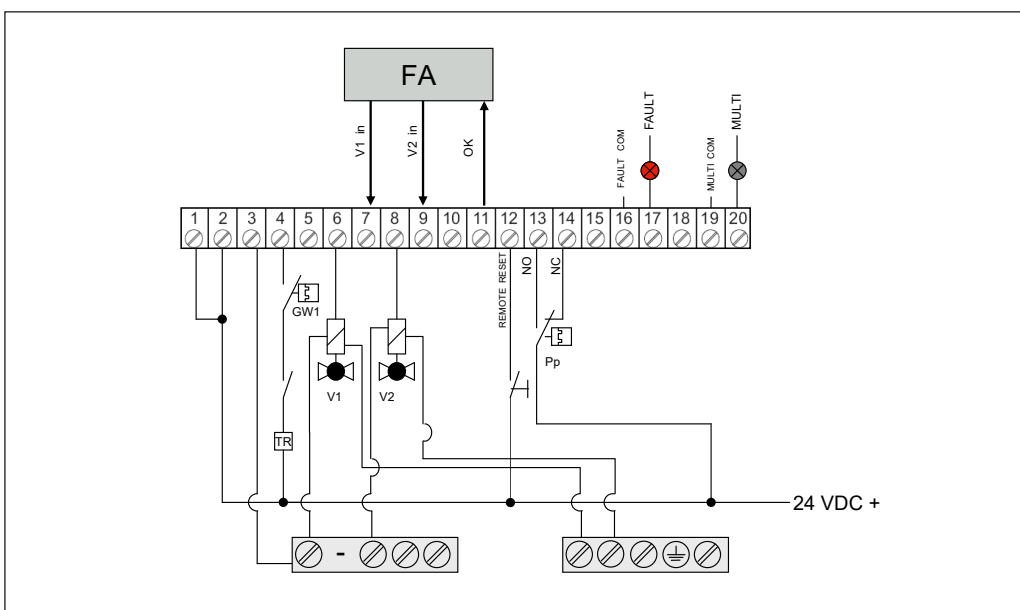 FA
V1 in
V2 in
OK
FAULT COM
FAULT
MULTI COM
MULTI
1 2 3 4 5 6 7 8 9 10 11 12 13 14 15 16 17 18 19 20
GW1
V1
V2
REMOTE RESET
NO
NC
Pp
TR
24 VDC +
-